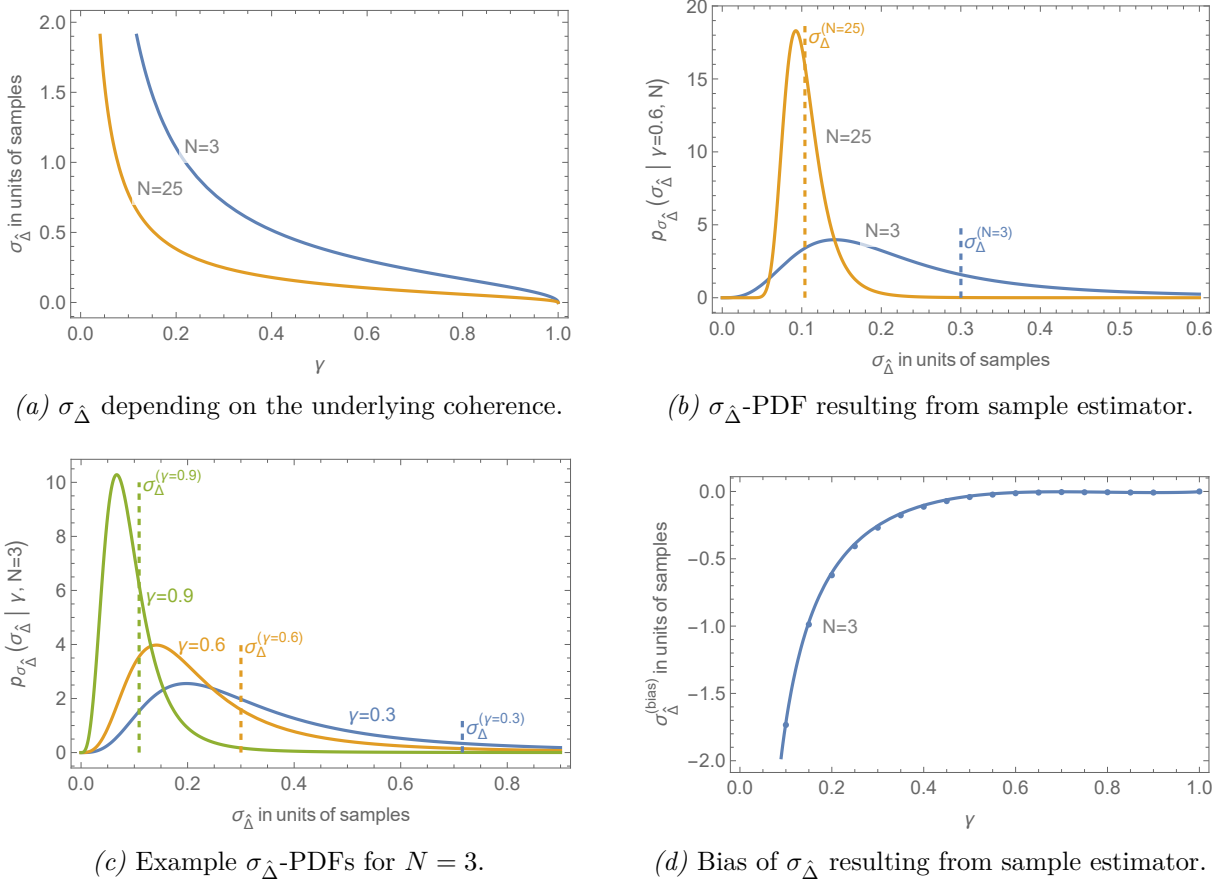 2.0
1.5
1.0
0.5
0.0
σ_Δ̂ in units of samples
N=3
N=25
0.0 0.2 0.4 0.6 0.8 1.0
γ
(a) σ_Δ̂ depending on the underlying coherence.
20
15
10
5
0
p_σ_Δ̂ (σ_Δ̂ | γ=0.6, N)
σ_Δ̂^(N=25)
N=25
N=3
σ_Δ̂^(N=3)
0.0 0.1 0.2 0.3 0.4 0.5 0.6
σ_Δ̂ in units of samples
(b) σ_Δ̂-PDF resulting from sample estimator.
10
8
6
4
2
0
p_σ_Δ̂ (σ_Δ̂ | γ, N=3)
σ_Δ̂^(γ=0.9)
γ=0.9
γ=0.6
σ_Δ̂^(γ=0.6)
γ=0.3
σ_Δ̂^(γ=0.3)
0.0 0.2 0.4 0.6 0.8
σ_Δ̂ in units of samples
(c) Example σ_Δ̂-PDFs for N = 3.
0.0
−0.5
−1.0
−1.5
−2.0
σ_Δ̂^(bias) in units of samples
N=3
0.0 0.2 0.4 0.6 0.8 1.0
γ
(d) Bias of σ_Δ̂ resulting from sample estimator.